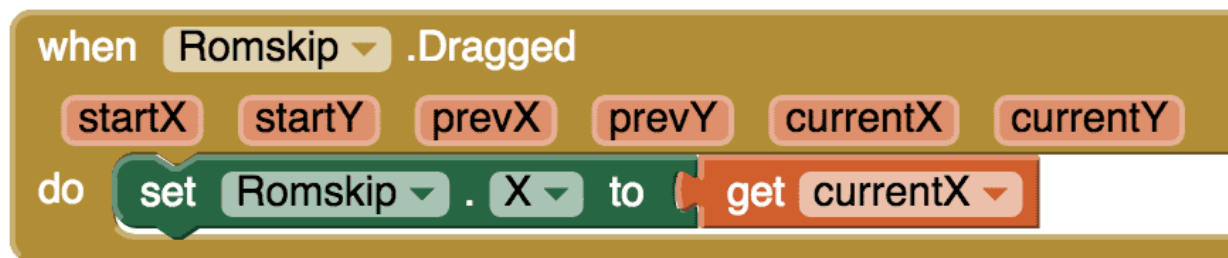 when Romskip .Dragged
startX startY prevX prevY currentX currentY
do set Romskip . X to get currentX